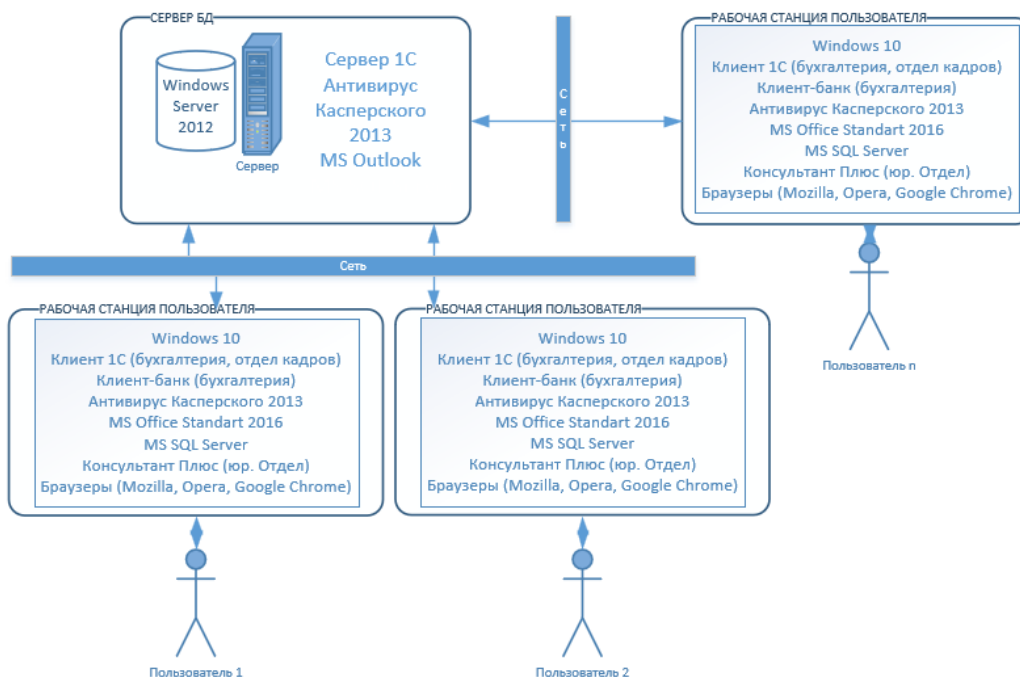 СЕРВЕР БД
Windows
Server
2012
Сервер
Сервер 1С
Антивирус
Касперского
2013
MS Outlook
Сеть
РАБОЧАЯ СТАНЦИЯ ПОЛЬЗОВАТЕЛЯ
Windows 10
Клиент 1С (бухгалтерия, отдел кадров)
Клиент-банк (бухгалтерия)
Антивирус Касперского 2013
MS Office Standart 2016
MS SQL Server
Консультант Плюс (юр. Отдел)
Браузеры (Mozilla, Opera, Google Chrome)
Пользователь n
Сеть
РАБОЧАЯ СТАНЦИЯ ПОЛЬЗОВАТЕЛЯ
Windows 10
Клиент 1С (бухгалтерия, отдел кадров)
Клиент-банк (бухгалтерия)
Антивирус Касперского 2013
MS Office Standart 2016
MS SQL Server
Консультант Плюс (юр. Отдел)
Браузеры (Mozilla, Opera, Google Chrome)
Пользователь 1
РАБОЧАЯ СТАНЦИЯ ПОЛЬЗОВАТЕЛЯ
Windows 10
Клиент 1С (бухгалтерия, отдел кадров)
Клиент-банк (бухгалтерия)
Антивирус Касперского 2013
MS Office Standart 2016
MS SQL Server
Консультант Плюс (юр. Отдел)
Браузеры (Mozilla, Opera, Google Chrome)
Пользователь 2